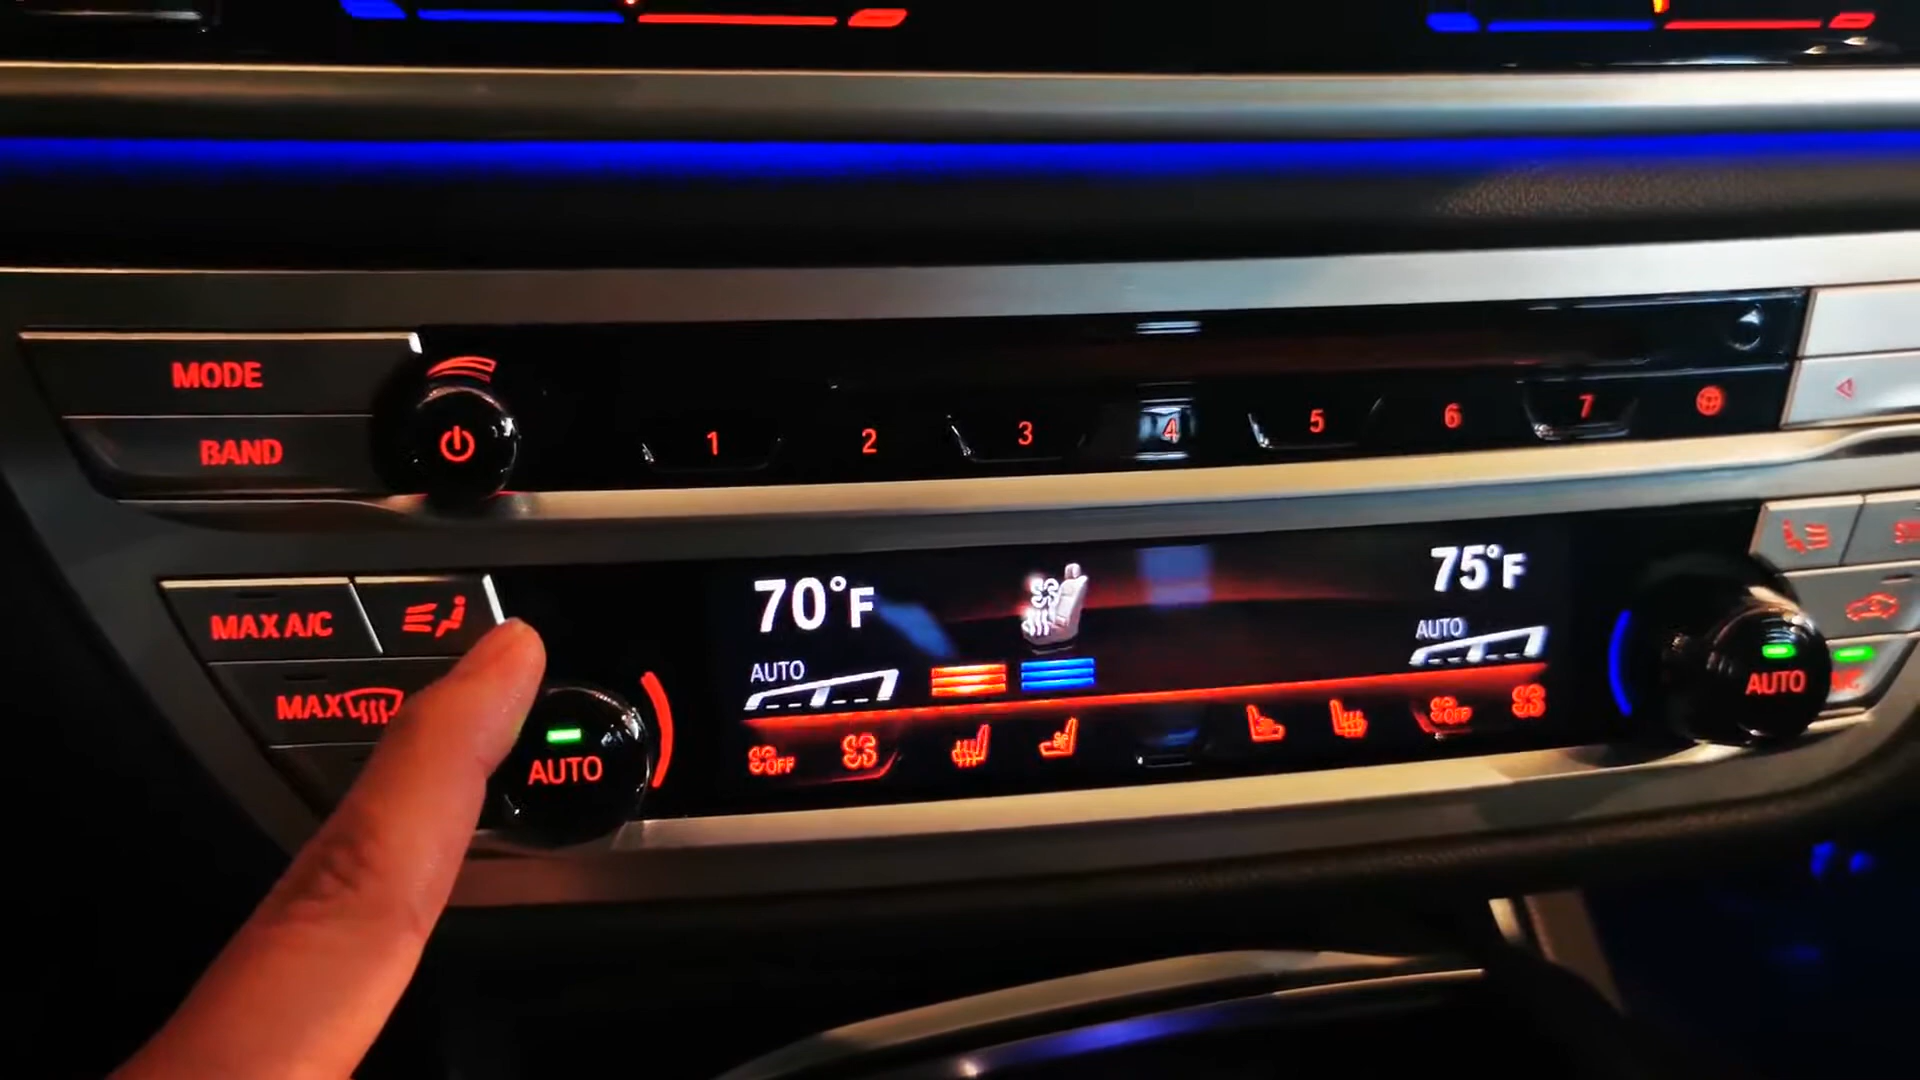 MODE
BAND
1 2 3 4 5 6 7
MAX A/C
MAX
AUTO
70°F
AUTO
OFF
75°F
AUTO
OFF
AUTO